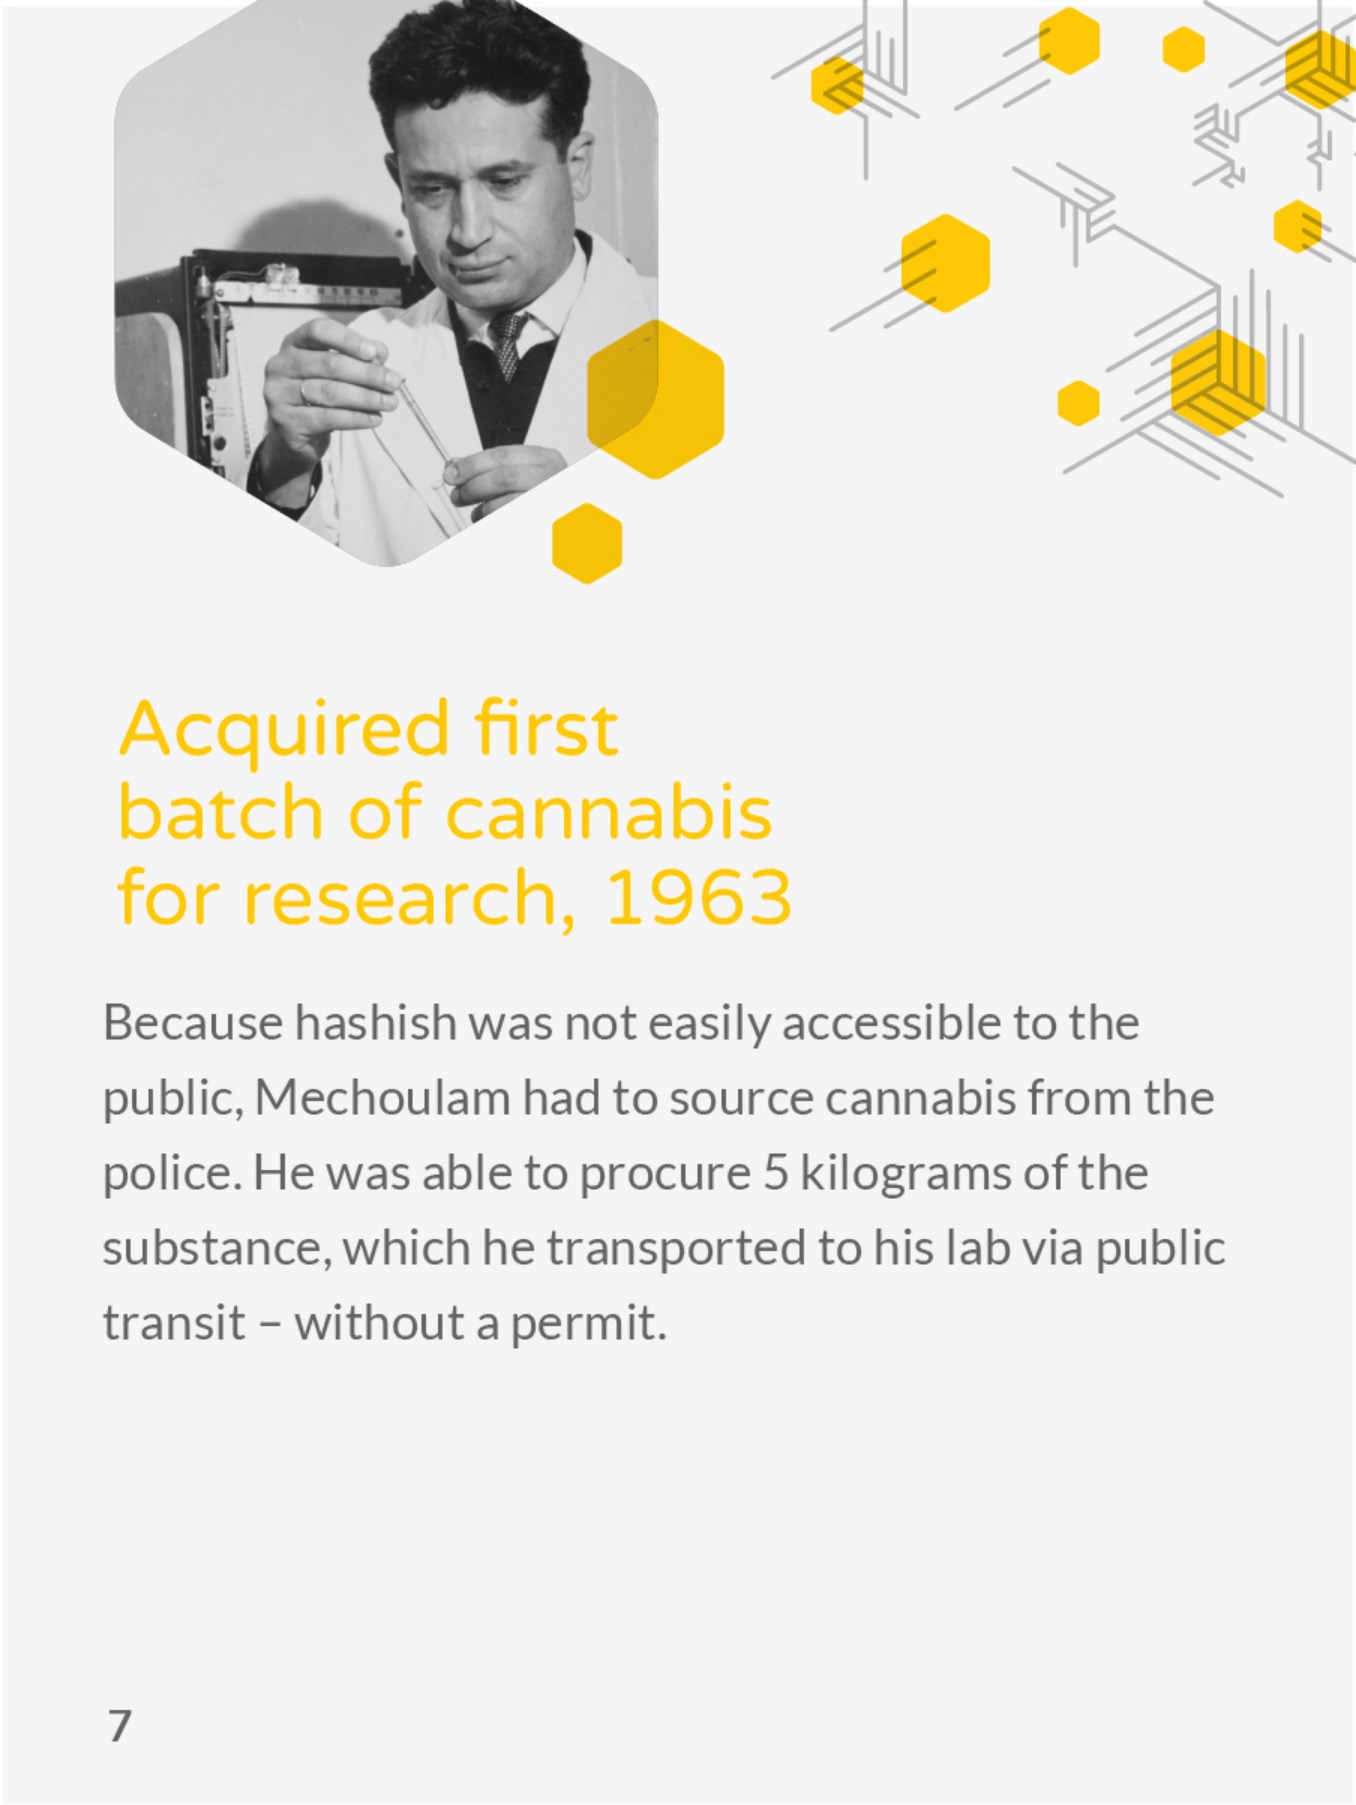 Acquired first
batch of cannabis
for research, 1963
Because hashish was not easily accessible to the
public, Mechoulam had to source cannabis from the
police. He was able to procure 5 kilograms of the
substance, which he transported to his lab via public
transit – without a permit.
7